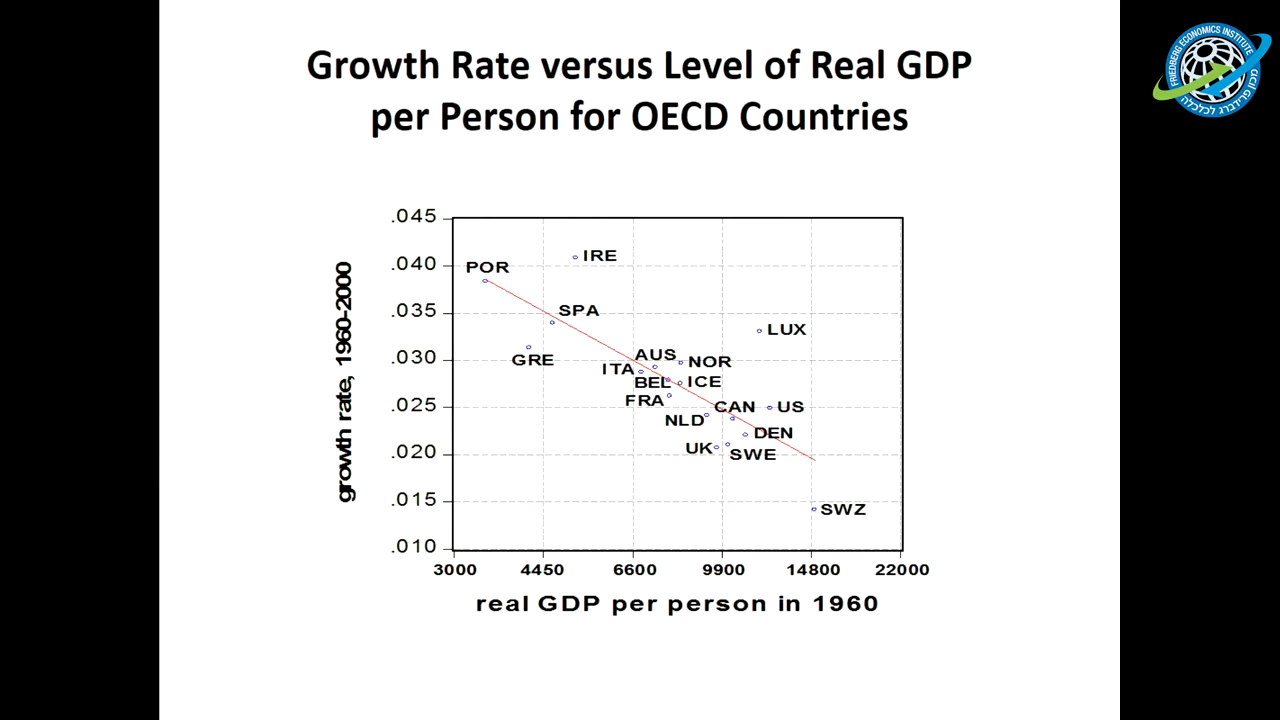 Growth Rate versus Level of Real GDP
per Person for OECD Countries
FRIEDBERG ECONOMICS INSTITUTE
מכון פרידברג לכלכלה
growth rate, 1960-2000
.045
.040
.035
.030
.025
.020
.015
.010
IRE
POR
SPA
LUX
GRE
AUS
NOR
ITA
BEL
ICE
FRA
CAN
US
NLD
DEN
UK
SWE
SWZ
3000 4450 6600 9900 14800 22000
real GDP per person in 1960